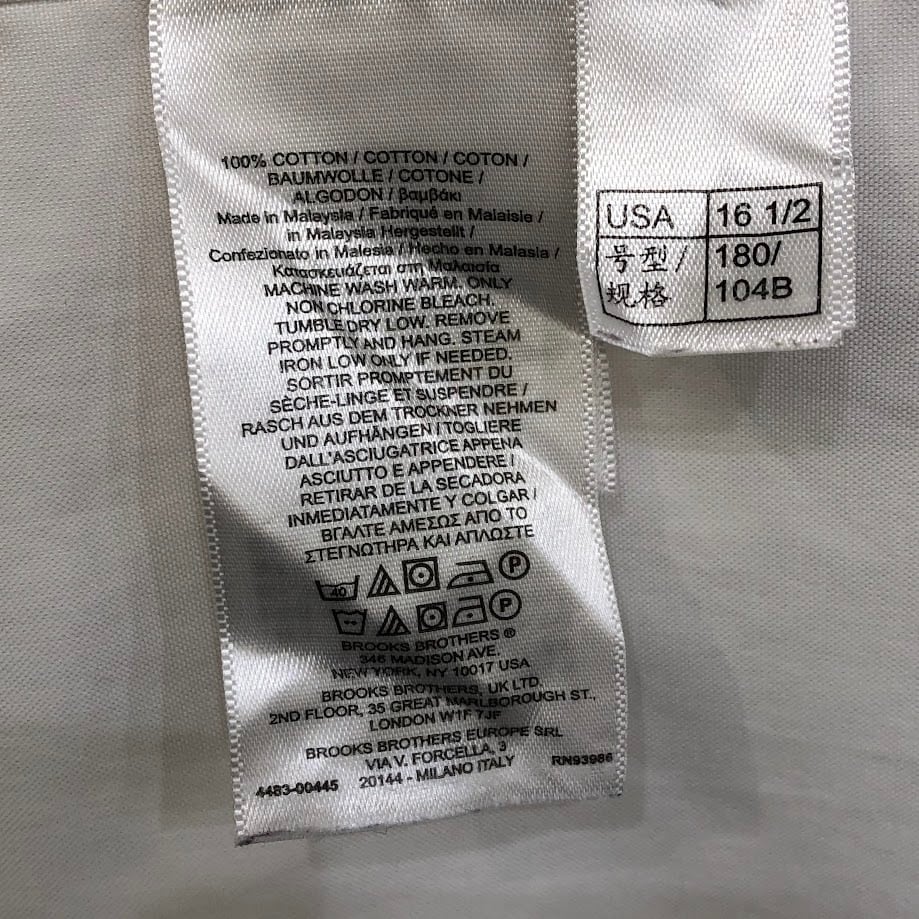 100% COTTON / COTTON / COTON /
BAUMWOLLE / COTONE /
ALGODON / βαμβάκι
Made in Malaysia / Fabriqué en Malaisie /
in Malaysia Hergestellt /
Confezionato in Malesia / Hecho en Malasia /
Κατασκευάζεται στη Μαλαισία
MACHINE WASH WARM. ONLY
NON CHLORINE BLEACH.
TUMBLE DRY LOW. REMOVE
PROMPTLY AND HANG. STEAM
IRON LOW ONLY IF NEEDED.
SORTIR PROMPTEMENT DU
SÈCHE-LINGE ET SUSPENDRE /
RASCH AUS DEM TROCKNER NEHMEN
UND AUFHÄNGEN / TOGLIERE
DALL'ASCIUGATRICE APPENA
ASCIUTTO E APPENDERE /
RETIRAR DE LA SECADORA
INMEDIATAMENTE Y COLGAR /
ΒΓΑΛΤΕ ΑΜΕΣΩΣ ΑΠΟ ΤΟ
ΣΤΕΓΝΩΤΗΡΑ ΚΑΙ ΑΠΛΩΣΤΕ
40 P
P
BROOKS BROTHERS ®
346 MADISON AVE.
NEW YORK, NY 10017 USA
BROOKS BROTHERS, UK LTD.
2ND FLOOR, 35 GREAT MARLBOROUGH ST.,
LONDON W1F 7JF
BROOKS BROTHERS EUROPE SRL
VIA V. FORCELLA, 3
20144 - MILANO ITALY
4483-00445
RN93986
USA 16 1/2
号型/ 180/
规格 104B